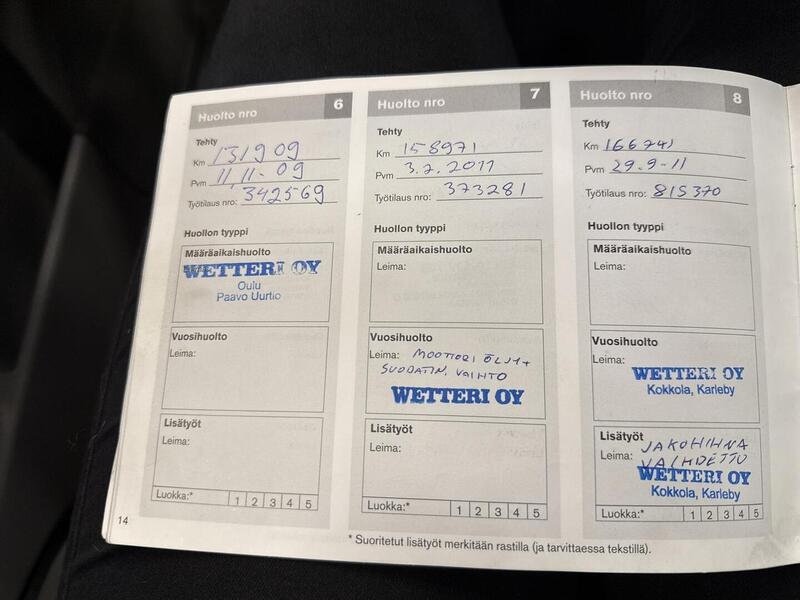 Huolto nro 6
Tehty
Km 131909
Pvm 11.11-09
Työtilaus nro: 342569
Huollon tyyppi
Määräaikaishuolto
WETTERI OY
Oulu
Paavo Uurtio
Vuosihuolto
Leima:
Lisätyöt
Leima:
Luokka:* 1 2 3 4 5
14
Huolto nro 7
Tehty
Km 158971
Pvm 3.2.2011
Työtilaus nro: 373281
Huollon tyyppi
Määräaikaishuolto
Leima:
Vuosihuolto
Leima: MOOTTORI ÖLJY+
SUODATIN, VAIHTO
WETTERI OY
Lisätyöt
Leima:
Luokka:* 1 2 3 4 5
Huolto nro 8
Tehty
Km
Pvm 29.9-11
Työtilaus nro: 815370
Huollon tyyppi
Määräaikaishuolto
Leima:
Vuosihuolto
Leima:
WETTERI OY
Kokkola, Karleby
Lisätyöt
JAKOHIHNA
Leima: VAIHDETTU
WETTERI OY
Kokkola, Karleby
Luokka:* 1 2 3 4 5
* Suoritetut lisätyöt merkitään rastilla (ja tarvittaessa tekstillä).